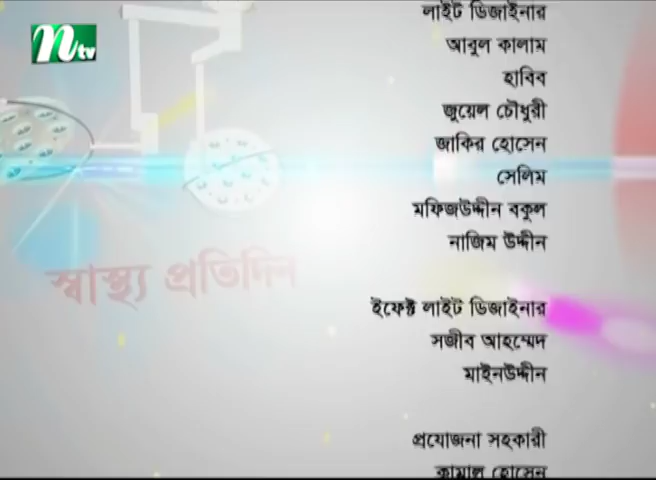 ntv
লাইট ডিজাইনার
আবুল কালাম
হাবিব
জুয়েল চৌধুরী
জাকির হোসেন
সেলিম
মফিজউদ্দীন বকুল
নাজিম উদ্দীন
স্বাস্থ্য প্রতিদিন
ইফেক্ট লাইট ডিজাইনার
সজীব আহম্মেদ
মাইনউদ্দীন
প্রযোজনা সহকারী
কামাল হোসেন